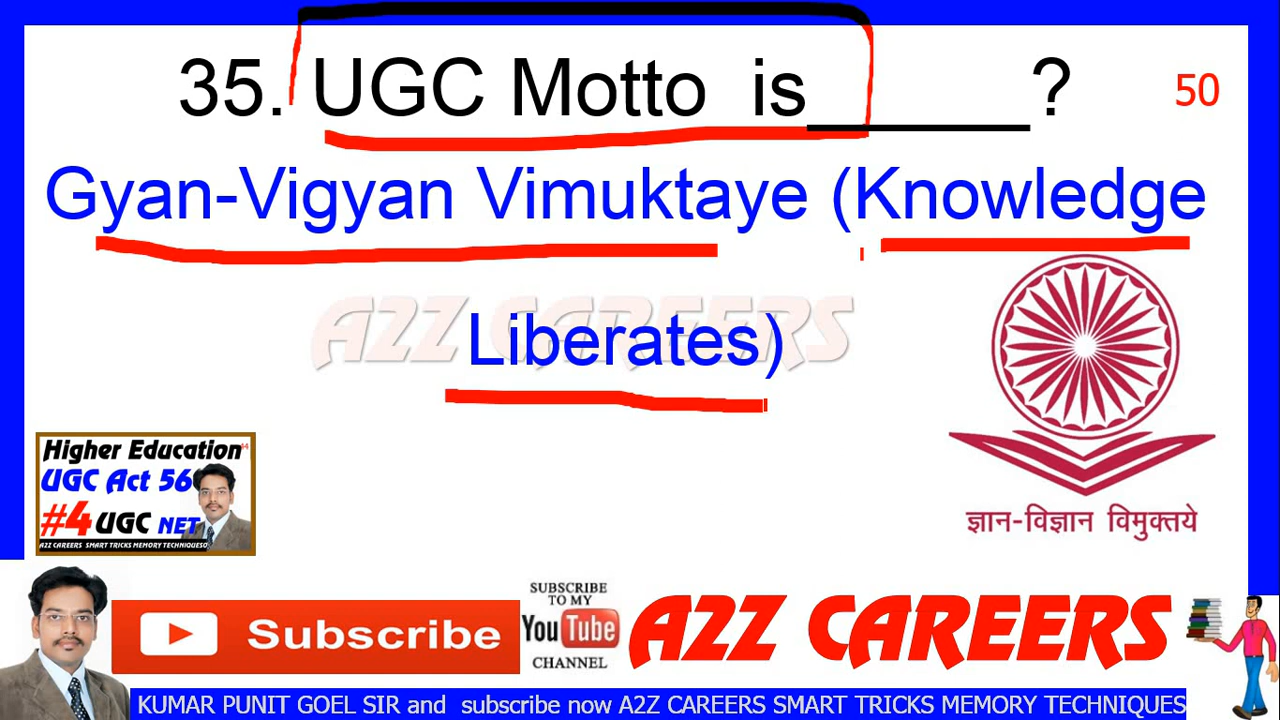 35. UGC Motto is______?
50
Gyan-Vigyan Vimuktaye (Knowledge
Liberates)
A2Z CAREERS
ज्ञान-विज्ञान विमुक्तये
Higher Education
44
UGC Act 56
#4 UGC NET
A2Z CAREERS SMART TRICKS MEMORY TECHNIQUES
Subscribe
SUBSCRIBE
TO MY
YouTube
CHANNEL
A2Z CAREERS
KUMAR PUNIT GOEL SIR and subscribe now A2Z CAREERS SMART TRICKS MEMORY TECHNIQUES